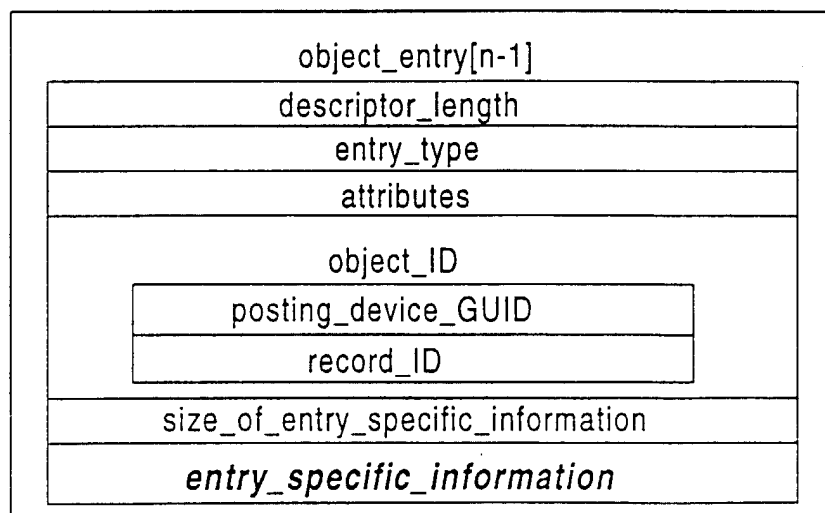 object_entry[n-1]
descriptor_length
entry_type
attributes
object_ID
posting_device_GUID
record_ID
size_of_entry_specific_information
entry_specific_information